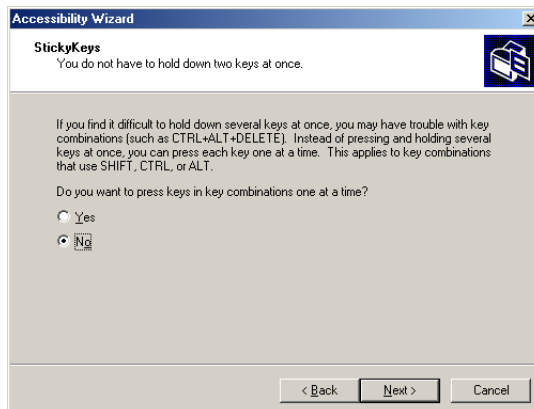 Accessibility Wizard
StickyKeys
You do not have to hold down two keys at once.
If you find it difficult to hold down several keys at once, you may have trouble with key
combinations (such as CTRL+ALT+DELETE). Instead of pressing and holding several
keys at once, you can press each key one at a time. This applies to key combinations
that use SHIFT, CTRL, or ALT.
Do you want to press keys in key combinations one at a time?
Yes
No
< Back
Next >
Cancel